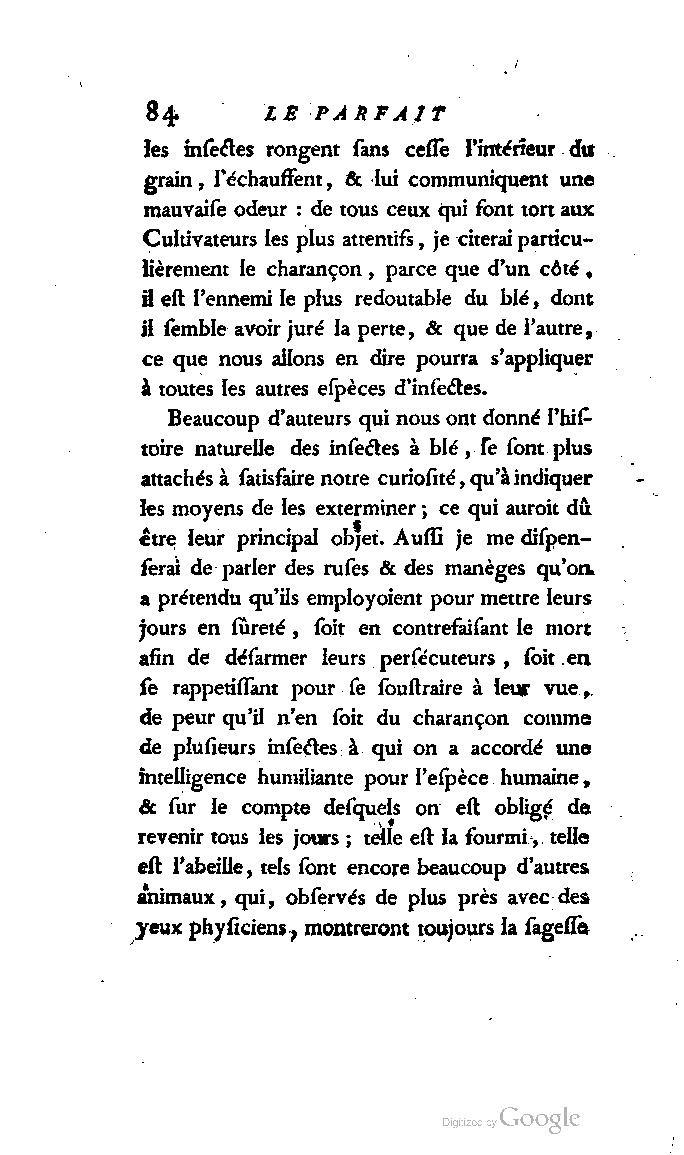 84 LE PARFAIT
les inſectes rongent ſans ceſſe l'intérieur du
grain, l'échauffent, & lui communiquent une
mauvaiſe odeur : de tous ceux qui font tort aux
Cultivateurs les plus attentifs, je citerai particu-
lièrement le charançon, parce que d'un côté,
il eſt l'ennemi le plus redoutable du blé, dont
il ſemble avoir juré la perte, & que de l'autre,
ce que nous allons en dire pourra s'appliquer
à toutes les autres eſpèces d'inſectes.
Beaucoup d'auteurs qui nous ont donné l'hiſ-
toire naturelle des inſectes à blé, ſe ſont plus
attachés à ſatisfaire notre curioſité, qu'à indiquer
les moyens de les exterminer ; ce qui auroit dû
être leur principal objet. Auſſi je me diſpen-
ſerai de parler des ruſes & des manèges qu'on
a prétendu qu'ils employoient pour mettre leurs
jours en ſûreté, ſoit en contrefaiſant le mort
afin de déſarmer leurs perſécuteurs, ſoit en
ſe rappetiſſant pour ſe ſouſtraire à leur vue,
de peur qu'il n'en ſoit du charançon comme
de pluſieurs inſectes à qui on a accordé une
intelligence humiliante pour l'eſpèce humaine,
& ſur le compte deſquels on eſt obligé de
revenir tous les jours ; telle eſt la fourmi, telle
eſt l'abeille, tels ſont encore beaucoup d'autres
animaux, qui, obſervés de plus près avec des
yeux phyſiciens, montreront toujours la ſageſſe
Digitized by Google